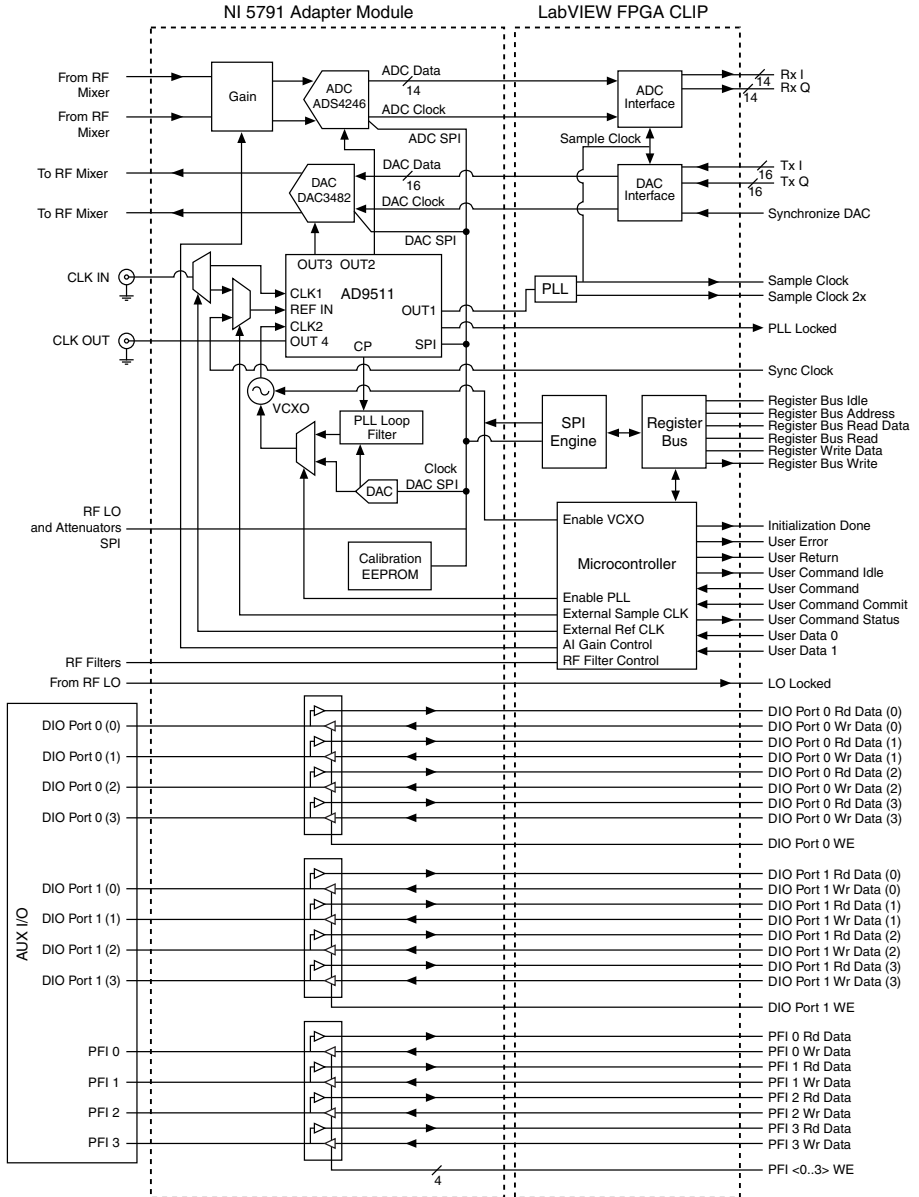 NI 5791 Adapter Module
LabVIEW FPGA CLIP
From RF
Mixer
From RF
Mixer
Gain
ADC
ADS4246
ADC Data
14
ADC Clock
ADC SPI
ADC
Interface
14
14
Rx I
Rx Q
Sample Clock
To RF Mixer
To RF Mixer
DAC
DAC3482
DAC Data
16
DAC Clock
DAC SPI
DAC
Interface
16
16
Tx I
Tx Q
Synchronize DAC
CLK IN
CLK OUT
OUT3 OUT2
CLK1
REF IN
CLK2
OUT 4
AD9511
OUT1
CP
SPI
PLL
Sample Clock
Sample Clock 2x
PLL Locked
Sync Clock
VCXO
PLL Loop
Filter
DAC
Clock
DAC SPI
SPI
Engine
Register
Bus
Register Bus Idle
Register Bus Address
Register Bus Read Data
Register Bus Read
Register Write Data
Register Bus Write
RF LO
and Attenuators
SPI
Calibration
EEPROM
Enable VCXO
Microcontroller
Enable PLL
External Sample CLK
External Ref CLK
AI Gain Control
RF Filter Control
Initialization Done
User Error
User Return
User Command Idle
User Command
User Command Commit
User Command Status
User Data 0
User Data 1
RF Filters
From RF LO
LO Locked
AUX I/O
DIO Port 0 (0)
DIO Port 0 (1)
DIO Port 0 (2)
DIO Port 0 (3)
DIO Port 0 Rd Data (0)
DIO Port 0 Wr Data (0)
DIO Port 0 Rd Data (1)
DIO Port 0 Wr Data (1)
DIO Port 0 Rd Data (2)
DIO Port 0 Wr Data (2)
DIO Port 0 Rd Data (3)
DIO Port 0 Wr Data (3)
DIO Port 0 WE
DIO Port 1 (0)
DIO Port 1 (1)
DIO Port 1 (2)
DIO Port 1 (3)
DIO Port 1 Rd Data (0)
DIO Port 1 Wr Data (0)
DIO Port 1 Rd Data (1)
DIO Port 1 Wr Data (1)
DIO Port 1 Rd Data (2)
DIO Port 1 Wr Data (2)
DIO Port 1 Rd Data (3)
DIO Port 1 Wr Data (3)
DIO Port 1 WE
PFI 0
PFI 1
PFI 2
PFI 3
PFI 0 Rd Data
PFI 0 Wr Data
PFI 1 Rd Data
PFI 1 Wr Data
PFI 2 Rd Data
PFI 2 Wr Data
PFI 3 Rd Data
PFI 3 Wr Data
4
PFI <0..3> WE